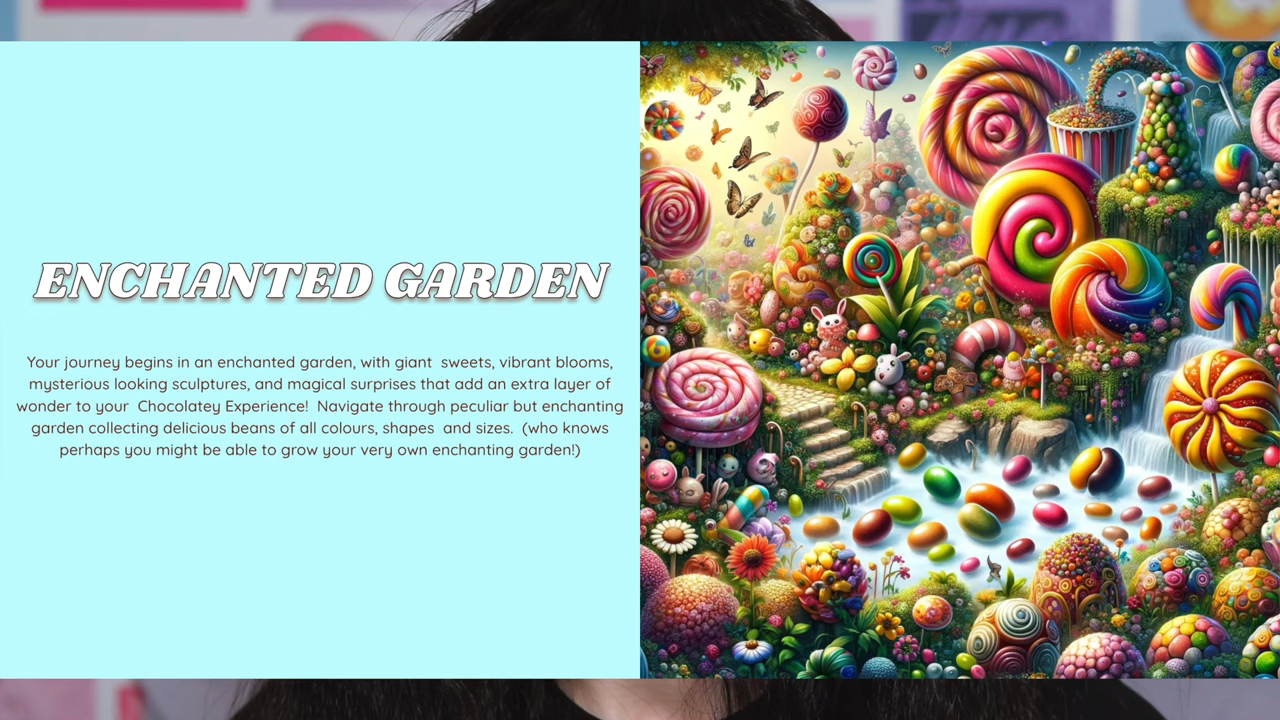 ENCHANTED GARDEN
Your journey begins in an enchanted garden, with giant  sweets, vibrant blooms,
mysterious looking sculptures, and magical surprises that add an extra layer of
wonder to your  Chocolatey Experience!  Navigate through peculiar but enchanting
garden collecting delicious beans of all colours, shapes  and sizes.  (who knows
perhaps you might be able to grow your very own enchanting garden!)